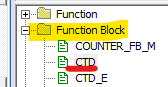 Function
Function Block
COUNTER_FB_M
CTD
CTD_E